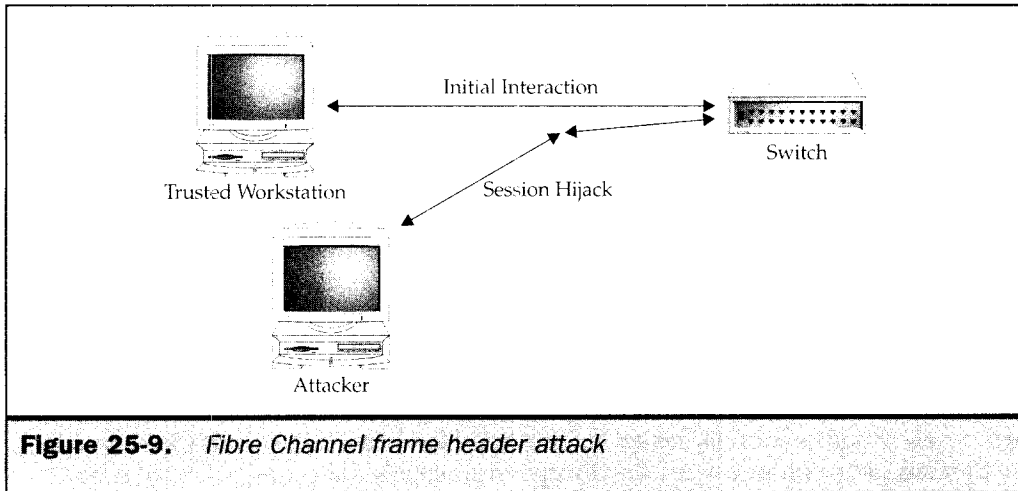 Initial Interaction
Switch
Trusted Workstation
Session Hijack
Attacker
Figure 25-9. Fibre Channel frame header attack